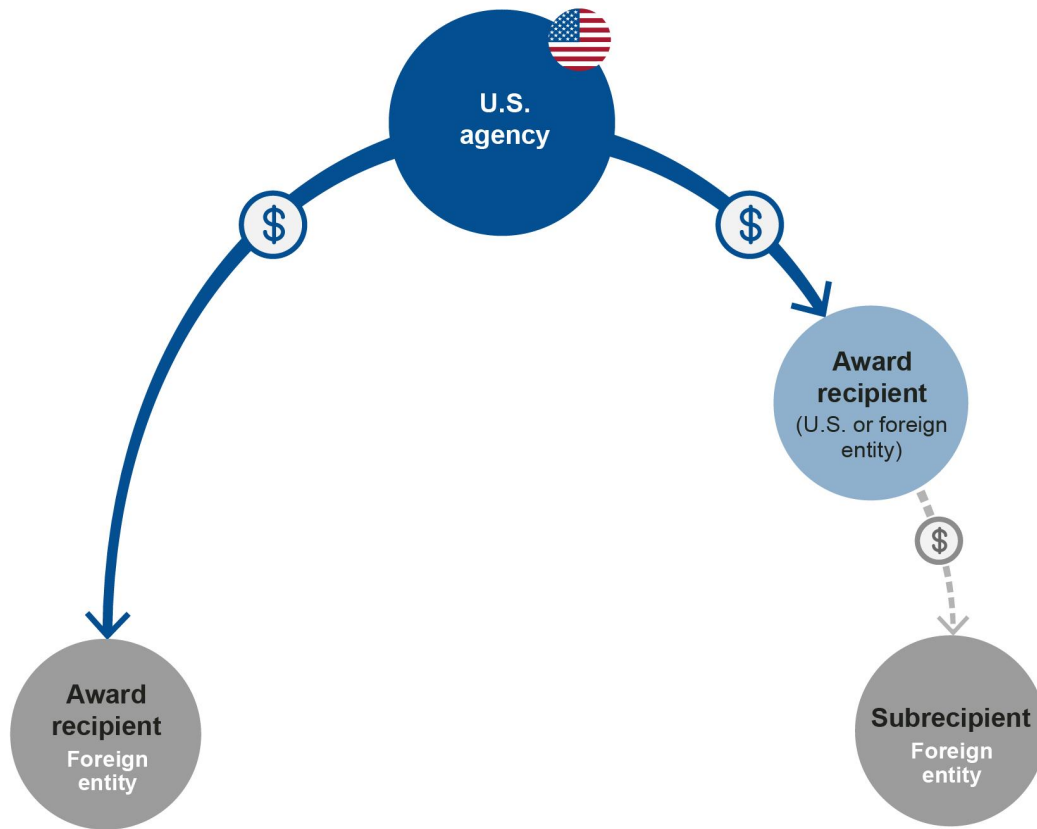 U.S.
agency
$
$
Award
recipient
(U.S. or foreign
entity)
$
Award
recipient
Foreign
entity
Subrecipient
Foreign
entity